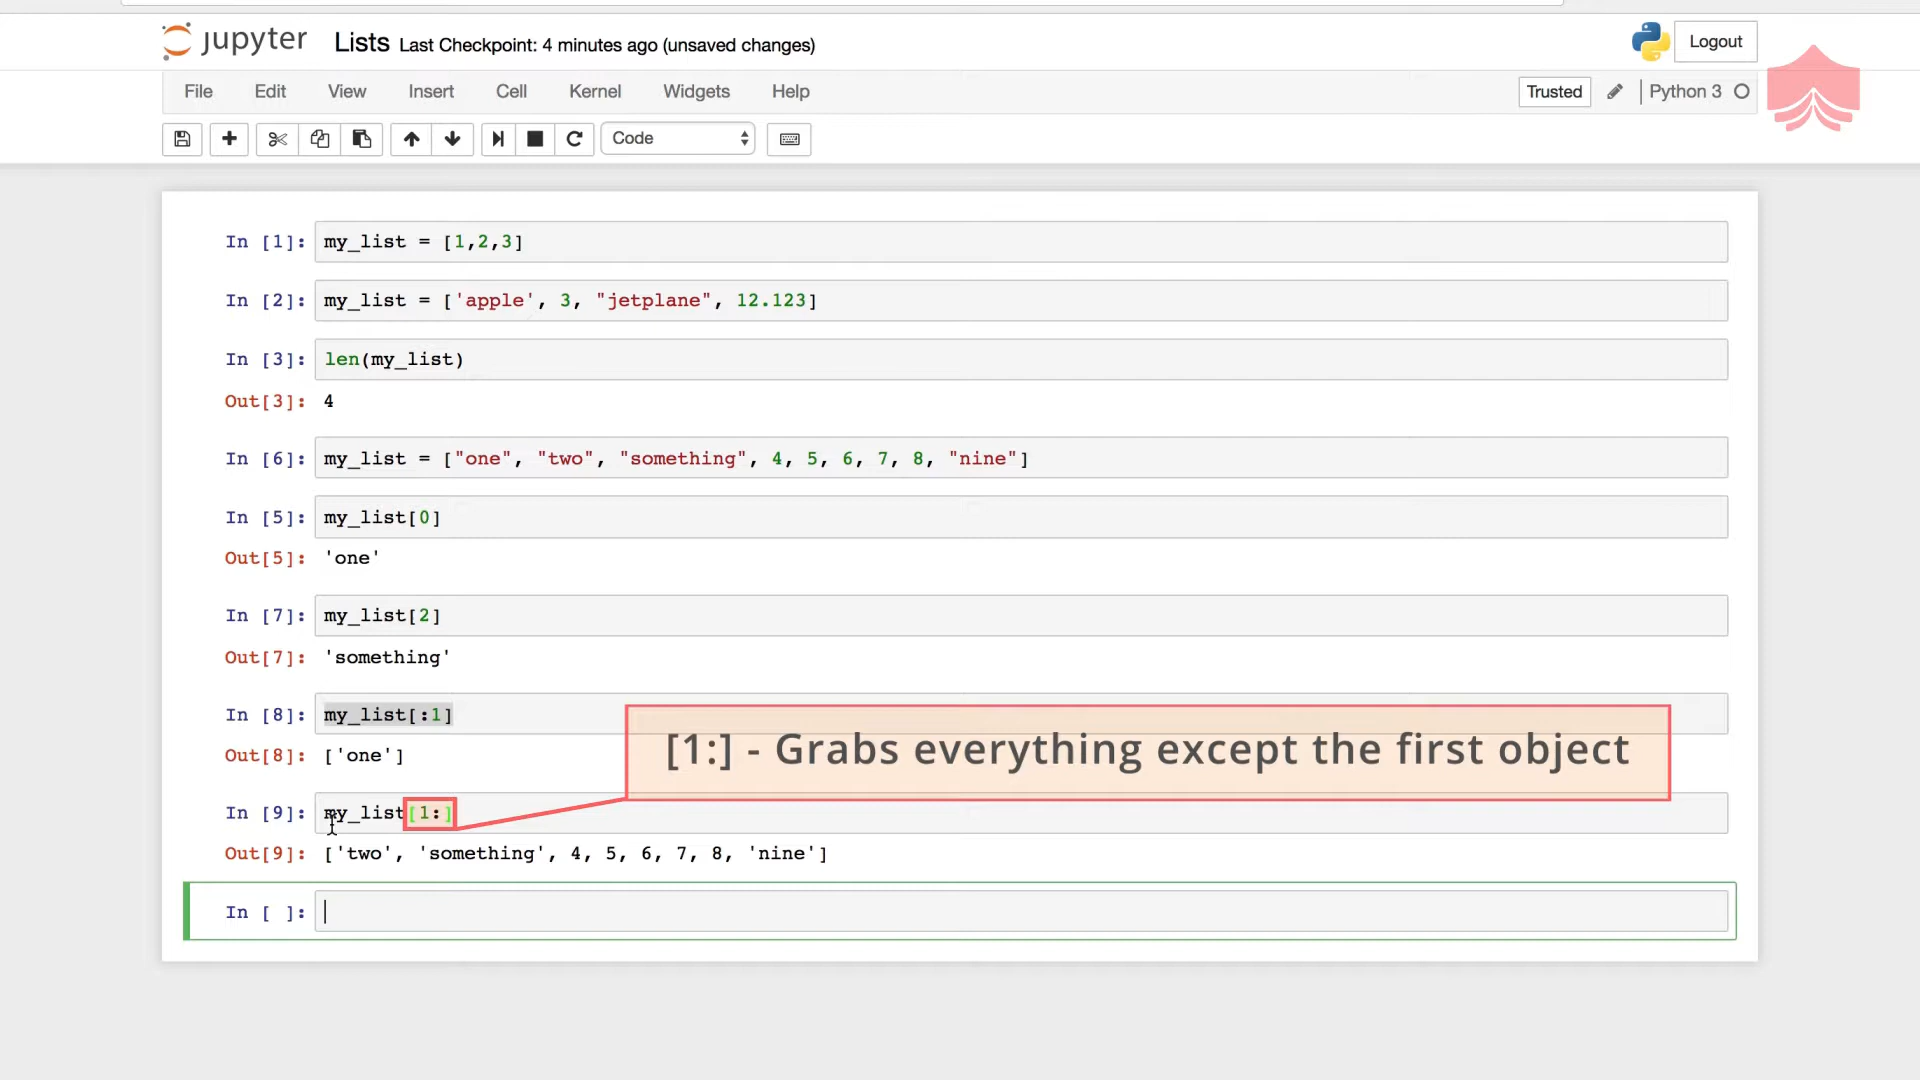 jupyter Lists Last Checkpoint: 4 minutes ago (unsaved changes)
Logout
File Edit View Insert Cell Kernel Widgets Help
Trusted Python 3
Code
In [1]: my_list = [1,2,3]
In [2]: my_list = ['apple', 3, "jetplane", 12.123]
In [3]: len(my_list)
Out[3]: 4
In [6]: my_list = ["one", "two", "something", 4, 5, 6, 7, 8, "nine"]
In [5]: my_list[0]
Out[5]: 'one'
In [7]: my_list[2]
Out[7]: 'something'
In [8]: my_list[:1]
[1:] - Grabs everything except the first object
Out[8]: ['one']
In [9]: my_list[1:]
Out[9]: ['two', 'something', 4, 5, 6, 7, 8, 'nine']
In [ ]: